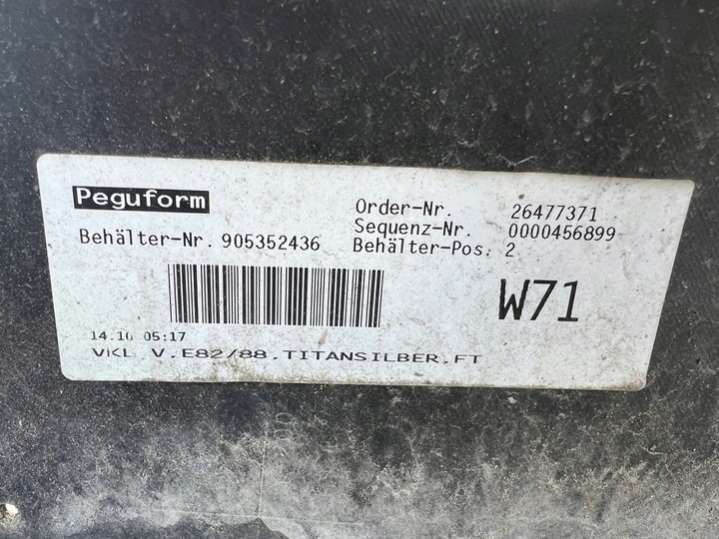 Peguform
Order-Nr. 26477371
Sequenz-Nr. 0000456899
Behälter-Nr. 905352436 Behälter-Pos. 2
W71
14.10 05:17
VKL V.E82/88.TITANSILBER.FT